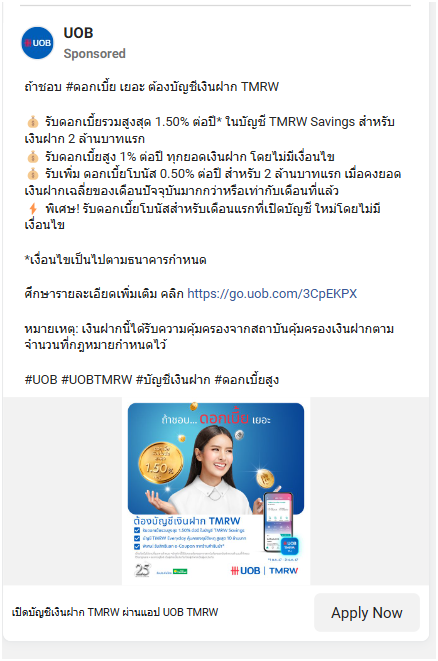 UOB
UOB
Sponsored
ถ้าชอบ #ดอกเบี้ย เยอะ ต้องบัญชีเงินฝาก TMRW
💰 รับดอกเบี้ยรวมสูงสุด 1.50% ต่อปี* ในบัญชี TMRW Savings สำหรับ
เงินฝาก 2 ล้านบาทแรก
💰 รับดอกเบี้ยสูง 1% ต่อปี ทุกยอดเงินฝาก โดยไม่มีเงื่อนไข
💰 รับเพิ่ม ดอกเบี้ยโบนัส 0.50% ต่อปี สำหรับ 2 ล้านบาทแรก เมื่อคงยอด
เงินฝากเฉลี่ยของเดือนปัจจุบันมากกว่าหรือเท่ากับเดือนที่แล้ว
⚡ พิเศษ! รับดอกเบี้ยโบนัสสำหรับเดือนแรกที่เปิดบัญชี ใหม่โดยไม่มี
เงื่อนไข
*เงื่อนไขเป็นไปตามธนาคารกำหนด
ศึกษารายละเอียดเพิ่มเติม คลิก https://go.uob.com/3CpEKPX
หมายเหตุ: เงินฝากนี้ได้รับความคุ้มครองจากสถาบันคุ้มครองเงินฝากตาม
จำนวนที่กฎหมายกำหนดไว้
#UOB #UOBTMRW #บัญชีเงินฝาก #ดอกเบี้ยสูง
ถ้าชอบ... ดอกเบี้ย เยอะ
1.50%
ต้องบัญชีเงินฝาก TMRW
25
UOB
UOB | TMRW
เปิดบัญชีเงินฝาก TMRW ผ่านแอป UOB TMRW
Apply Now